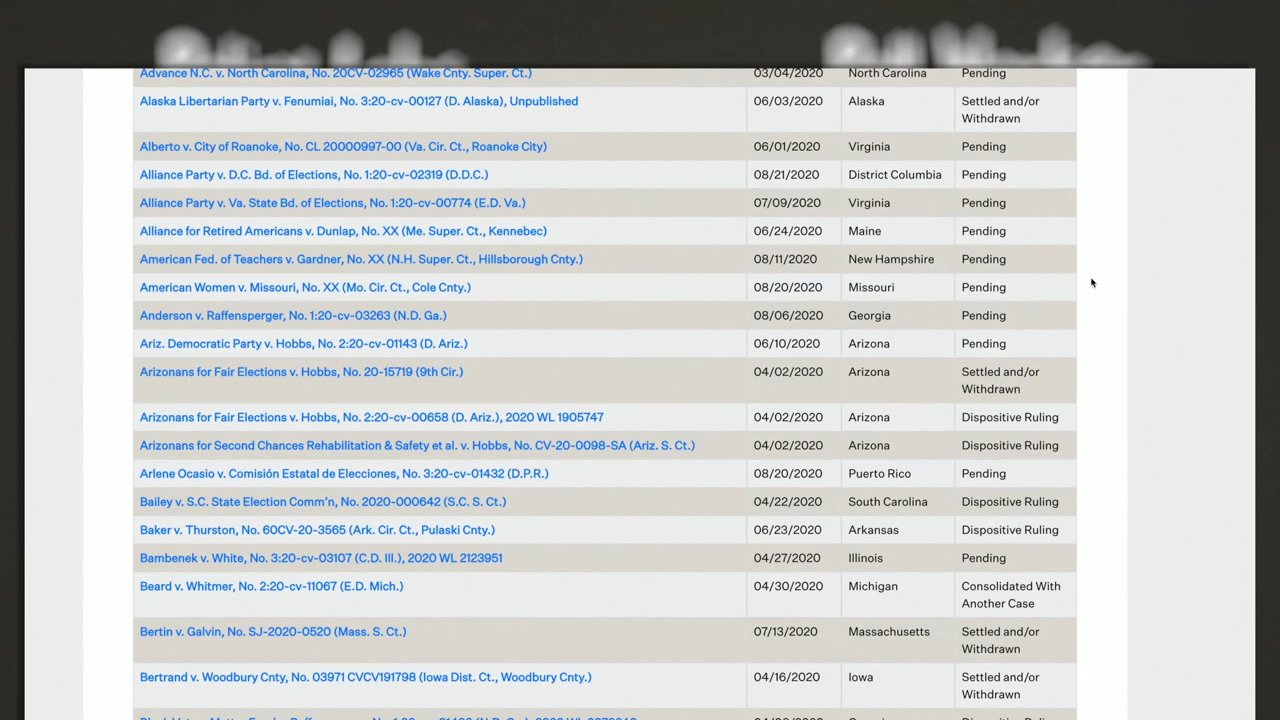 Advance N.C. v. North Carolina, No. 20CV-02965 (Wake Cnty. Super. Ct.) 03/04/2020 North Carolina Pending
Alaska Libertarian Party v. Fenumiai, No. 3:20-cv-00127 (D. Alaska), Unpublished 06/03/2020 Alaska Settled and/or
Withdrawn
Alberto v. City of Roanoke, No. CL 20000997-00 (Va. Cir. Ct., Roanoke City) 06/01/2020 Virginia Pending
Alliance Party v. D.C. Bd. of Elections, No. 1:20-cv-02319 (D.D.C.) 08/21/2020 District Columbia Pending
Alliance Party v. Va. State Bd. of Elections, No. 1:20-cv-00774 (E.D. Va.) 07/09/2020 Virginia Pending
Alliance for Retired Americans v. Dunlap, No. XX (Me. Super. Ct., Kennebec) 06/24/2020 Maine Pending
American Fed. of Teachers v. Gardner, No. XX (N.H. Super. Ct., Hillsborough Cnty.) 08/11/2020 New Hampshire Pending
American Women v. Missouri, No. XX (Mo. Cir. Ct., Cole Cnty.) 08/20/2020 Missouri Pending
Anderson v. Raffensperger, No. 1:20-cv-03263 (N.D. Ga.) 08/06/2020 Georgia Pending
Ariz. Democratic Party v. Hobbs, No. 2:20-cv-01143 (D. Ariz.) 06/10/2020 Arizona Pending
Arizonans for Fair Elections v. Hobbs, No. 20-15719 (9th Cir.) 04/02/2020 Arizona Settled and/or
Withdrawn
Arizonans for Fair Elections v. Hobbs, No. 2:20-cv-00658 (D. Ariz.), 2020 WL 1905747 04/02/2020 Arizona Dispositive Ruling
Arizonans for Second Chances Rehabilitation & Safety et al. v. Hobbs, No. CV-20-0098-SA (Ariz. S. Ct.) 04/02/2020 Arizona Dispositive Ruling
Arlene Ocasio v. Comisión Estatal de Elecciones, No. 3:20-cv-01432 (D.P.R.) 08/20/2020 Puerto Rico Pending
Bailey v. S.C. State Election Comm’n, No. 2020-000642 (S.C. S. Ct.) 04/22/2020 South Carolina Dispositive Ruling
Baker v. Thurston, No. 60CV-20-3565 (Ark. Cir. Ct., Pulaski Cnty.) 06/23/2020 Arkansas Dispositive Ruling
Bambenek v. White, No. 3:20-cv-03107 (C.D. Ill.), 2020 WL 2123951 04/27/2020 Illinois Pending
Beard v. Whitmer, No. 2:20-cv-11067 (E.D. Mich.) 04/30/2020 Michigan Consolidated With
Another Case
Bertin v. Galvin, No. SJ-2020-0520 (Mass. S. Ct.) 07/13/2020 Massachusetts Settled and/or
Withdrawn
Bertrand v. Woodbury Cnty, No. 03971 CVCV191798 (Iowa Dist. Ct., Woodbury Cnty.) 04/16/2020 Iowa Settled and/or
Withdrawn